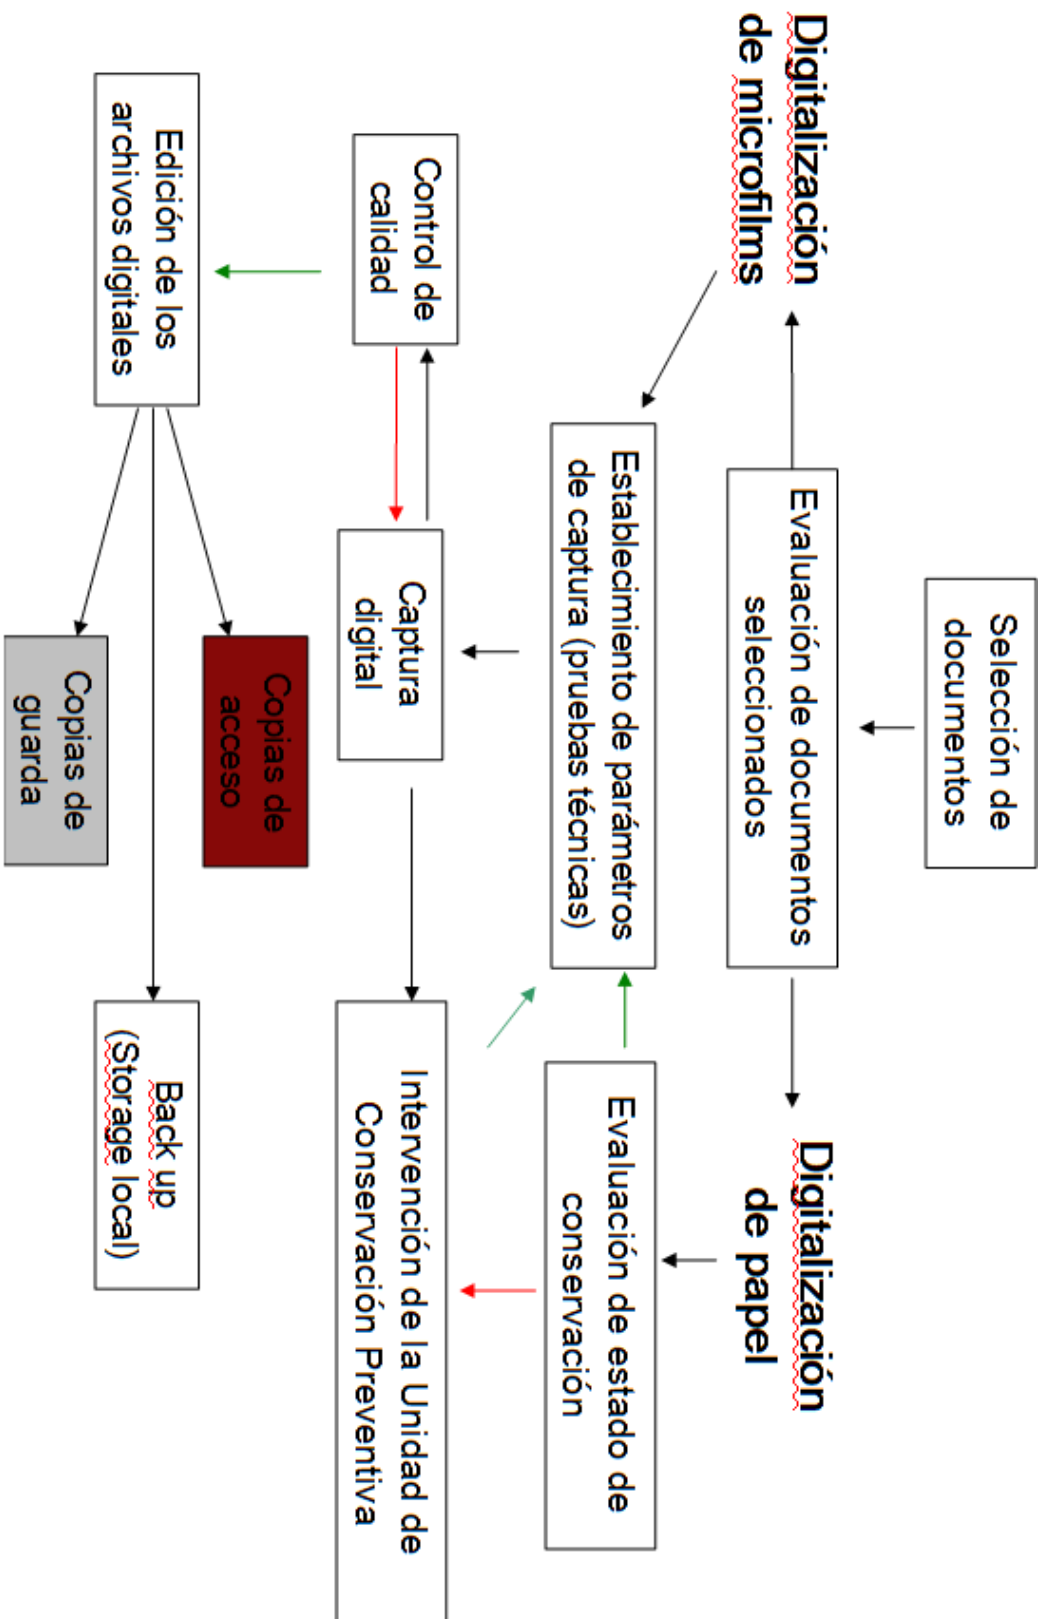 Selección de
documentos
Evaluación de documentos
seleccionados
Digitalización
de microfilms
Digitalización
de papel
Establecimiento de parámetros
de captura (pruebas técnicas)
Evaluación de estado de
conservación
Control de
calidad
Captura
digital
Intervención de la Unidad de
Conservación Preventiva
Edición de los
archivos digitales
Copias de
acceso
Copias de
guarda
Back up
(Storage local)